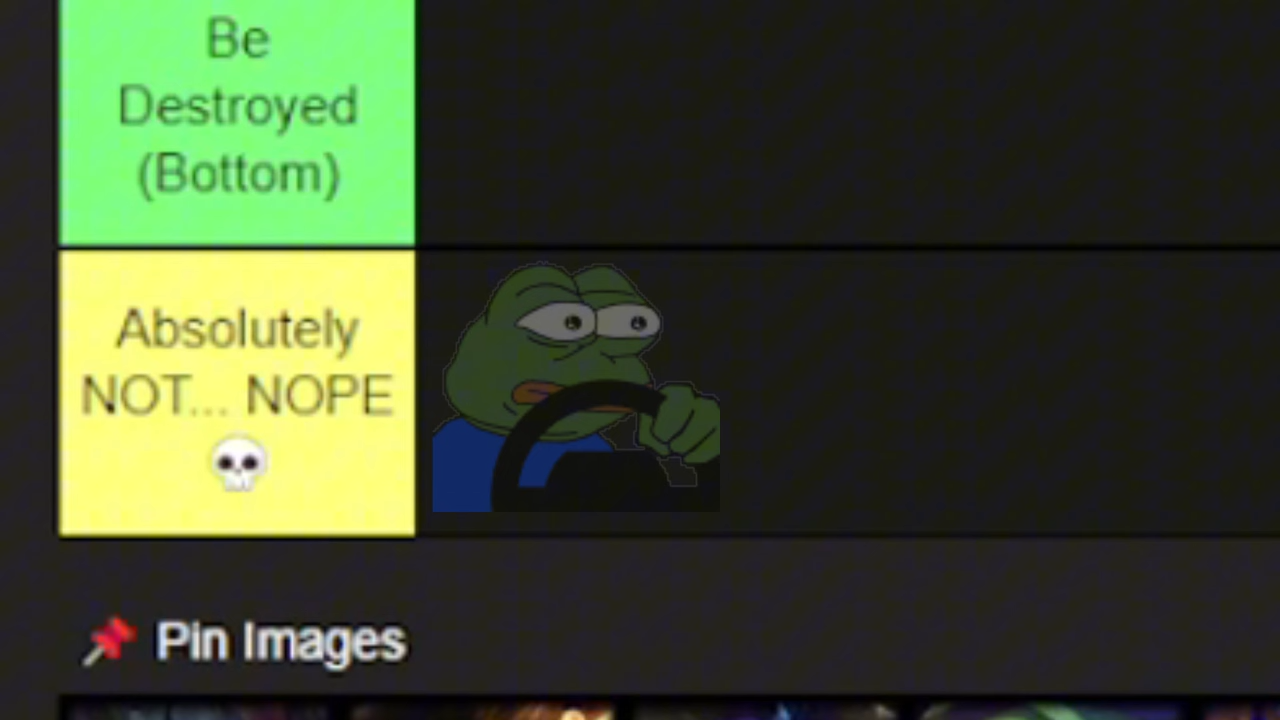 Be
Destroyed
(Bottom)
Absolutely
NOT... NOPE
💀
Pin Images